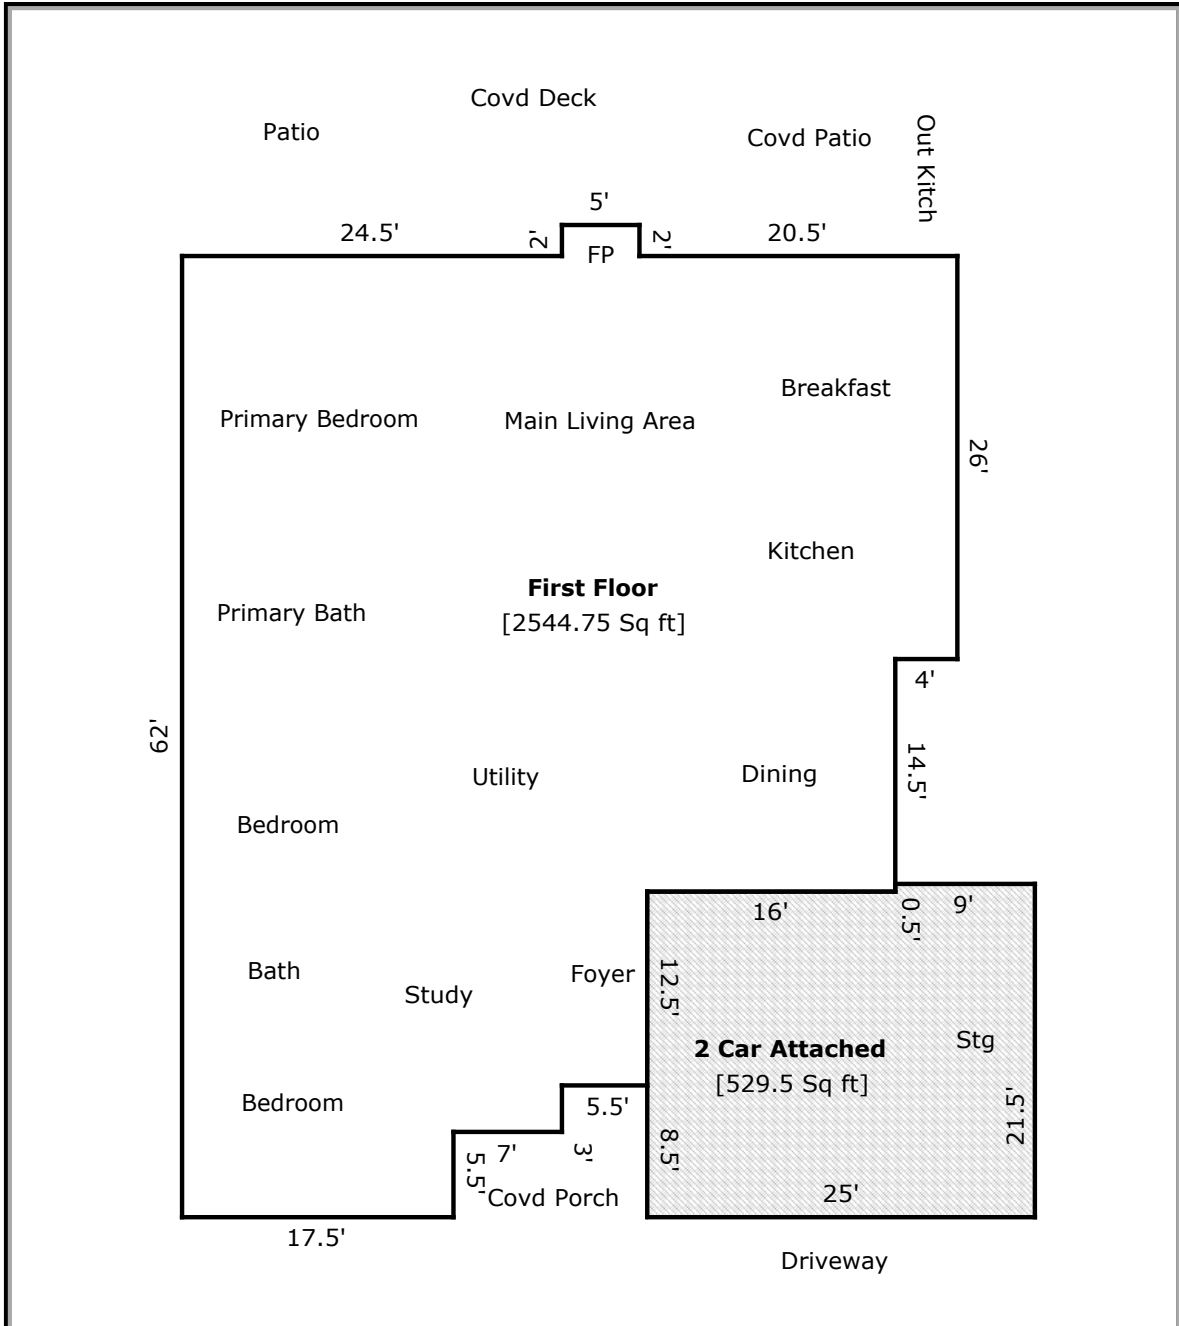 Covd Deck
Patio
Covd Patio
Out Kitch
5'
24.5'
2'
2'
20.5'
FP
Breakfast
Primary Bedroom
Main Living Area
26'
Kitchen
First Floor
[2544.75 Sq ft]
Primary Bath
4'
62'
14.5'
Utility
Dining
Bedroom
16'
0.5'
9'
Bath
Study
Foyer
12.5'
2 Car Attached
[529.5 Sq ft]
Stg
Bedroom
5.5'
21.5'
7'
3'
8.5'
5.5'
Covd Porch
25'
17.5'
Driveway